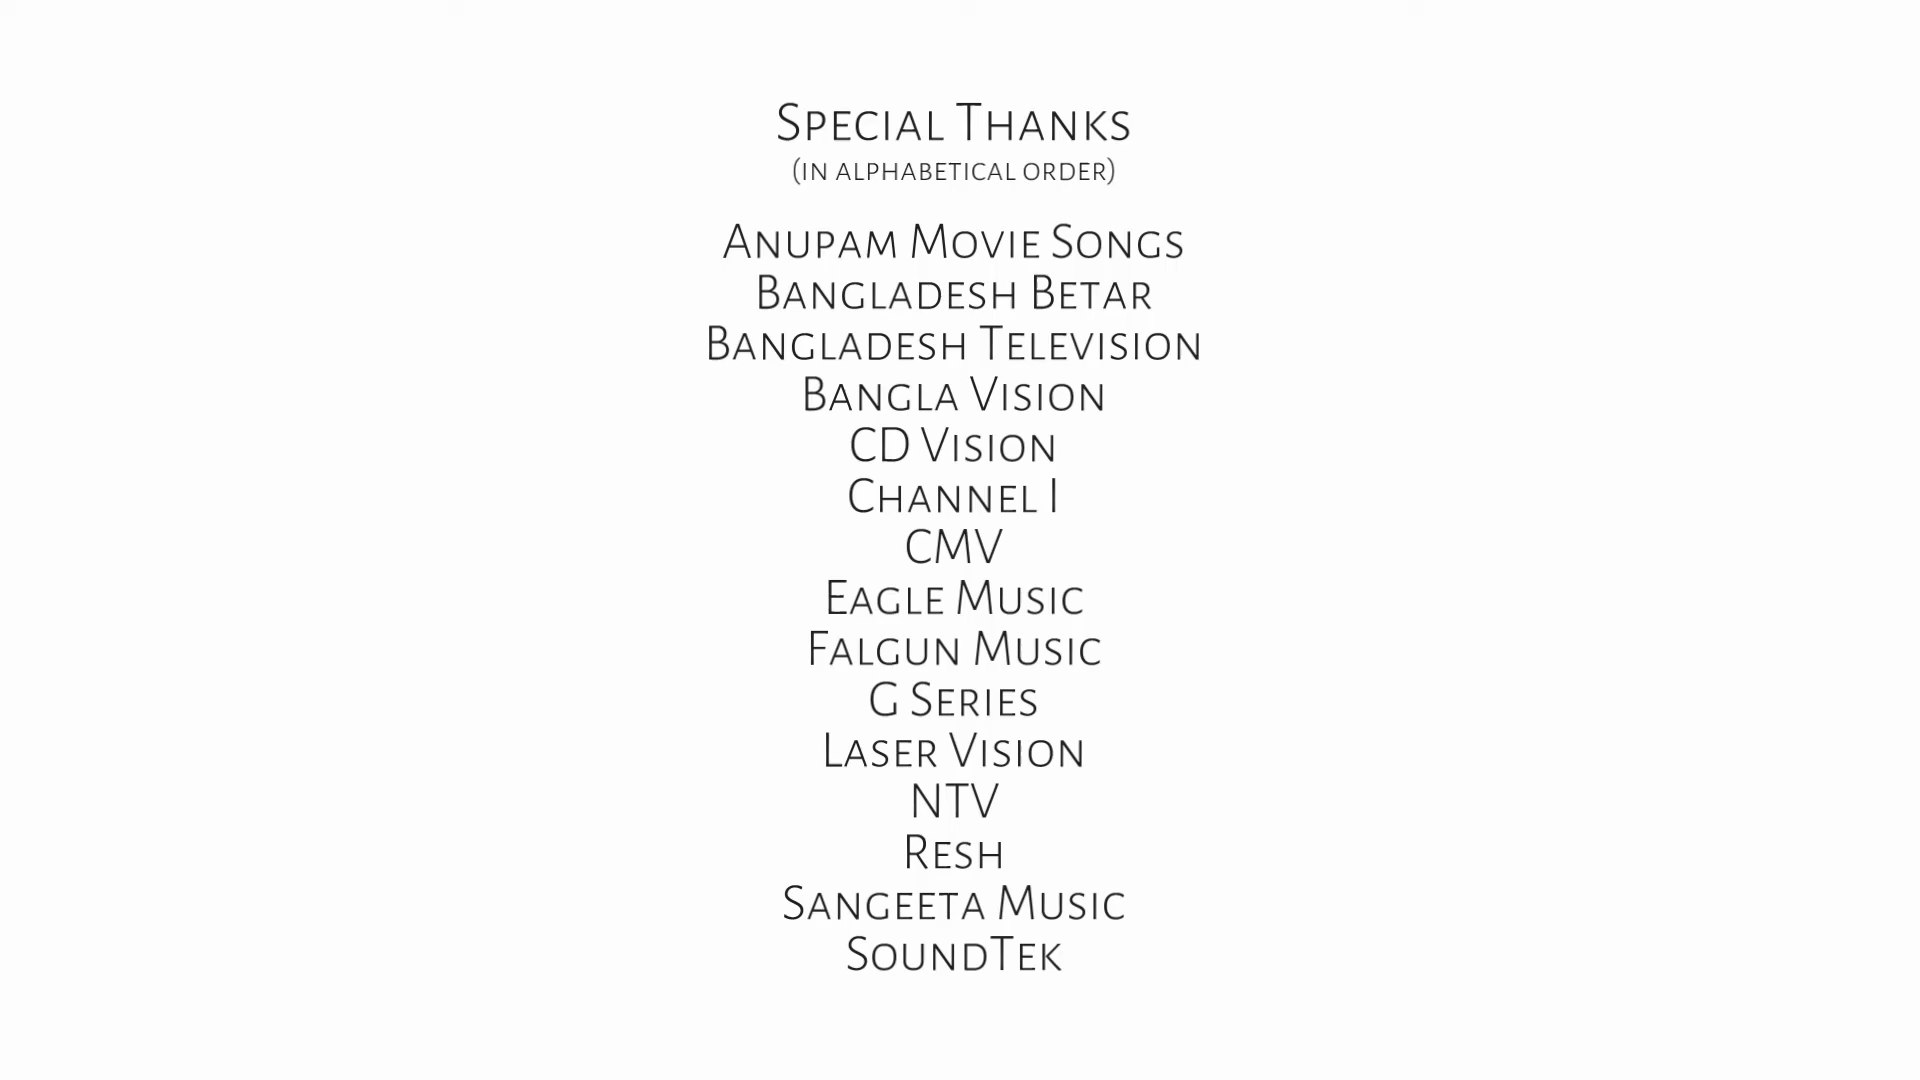 Special Thanks
(in alphabetical order)
Anupam Movie Songs
Bangladesh Betar
Bangladesh Television
Bangla Vision
CD Vision
Channel I
CMV
Eagle Music
Falgun Music
G Series
Laser Vision
NTV
Resh
Sangeeta Music
SoundTek